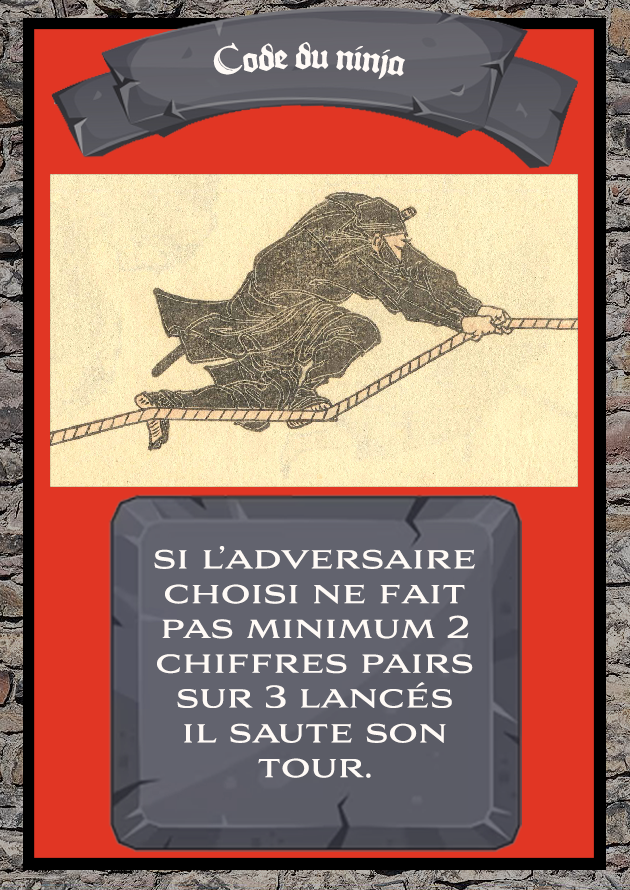 Code du ninja
SI L'ADVERSAIRE
CHOISI NE FAIT
PAS MINIMUM 2
CHIFFRES PAIRS
SUR 3 LANCÉS
IL SAUTE SON
TOUR.